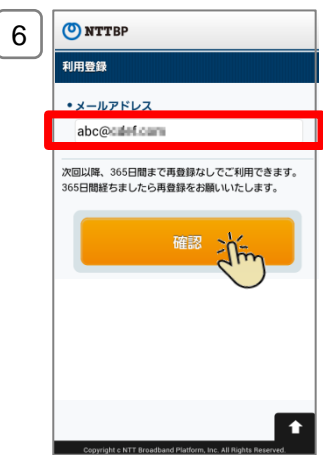 6
NTTBP
利用登録
・メールアドレス
abc@
次回以降、365日間まで再登録なしでご利用できます。
365日間経ちましたら再登録をお願いいたします。
確認
Copyright c NTT Broadband Platform, Inc. All Rights Reserved.